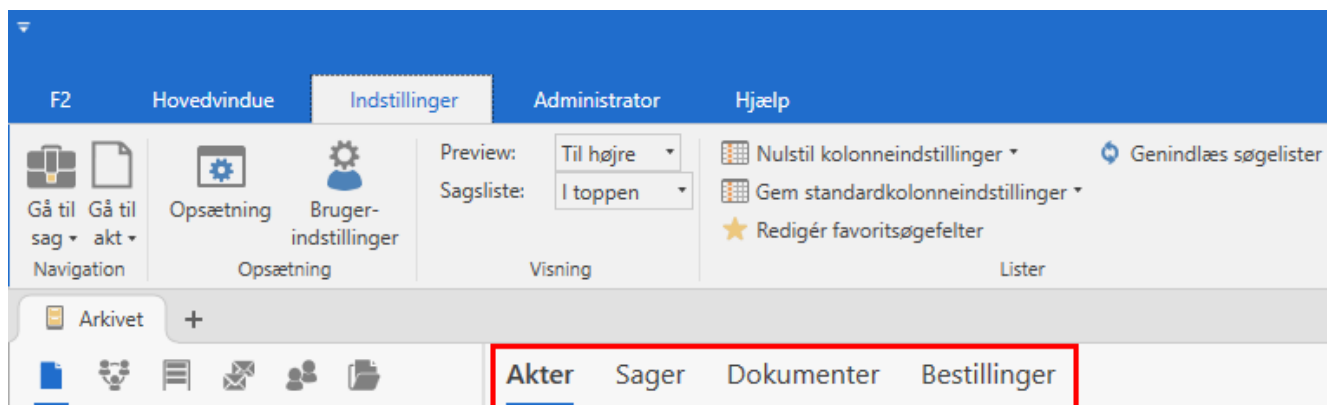 F2 Hovedvindue Indstillinger Administrator Hjælp
Gå til sag
Gå til akt
Navigation
Opsætning
Bruger-
indstillinger
Opsætning
Preview: Til højre
Sagsliste: I toppen
Visning
Nulstil kolonneindstillinger
Gem standardkolonneindstillinger
Redigér favoritsøgefelter
Genindlæs søgelister
Lister
Arkivet +
Akter Sager Dokumenter Bestillinger